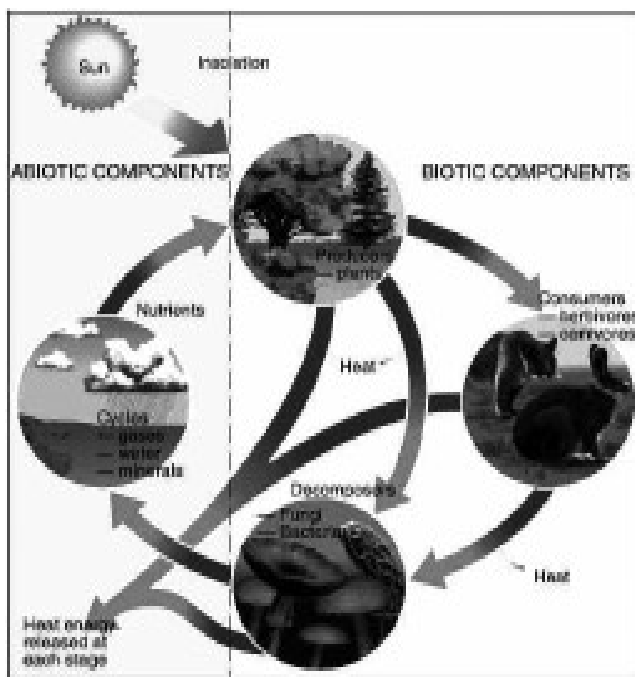 Sun
Insolation
ABIOTIC COMPONENTS
BIOTIC COMPONENTS
Producers
— plants
Consumers
— herbivores
— carnivores
Nutrients
Heat
Cycles
— gases
— water
— minerals
Decomposers
— Fungi
— Bacteria
Heat
Heat energy
released at
each stage